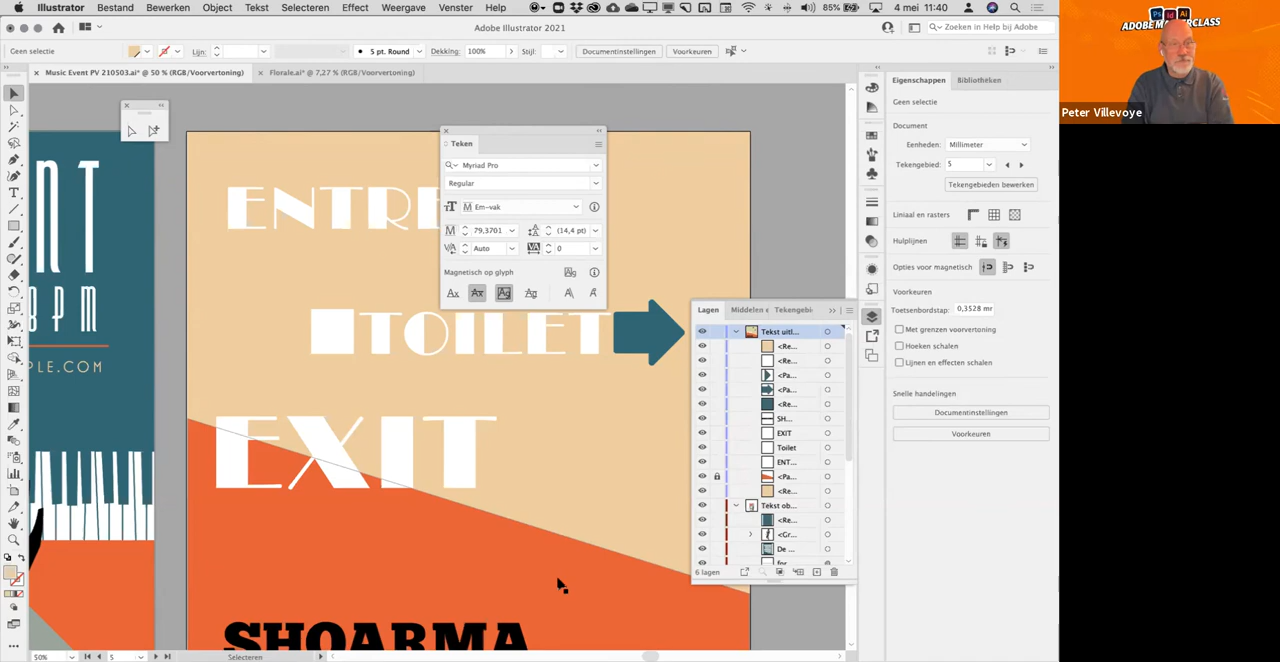 Illustrator Bestand Bewerken Object Tekst Selecteren Effect Weergave Venster Help 85% 4 mei 11:40
Adobe Illustrator 2021
Zoeken in Help bij Adobe
Geen selectie Lijn: 5 pt. Round Dekking: 100% Stijl: Documentinstellingen Voorkeuren
Music Event PV 210503.ai* @ 50 % (RGB/Voorvertoning) Florale.ai* @ 7,27 % (RGB/Voorvertoning)
NT
8PM
PLE.COM
ENTRE
TOILET
EXIT
SHOARMA
Teken
Myriad Pro
Regular
Em-vak
79,3701 (14,4 pt)
Auto 0
Magnetisch op glyph
Lagen Middelen e Tekengebi
Tekst uitl...
<Re...
<Re...
<Pa...
<Pa...
<Re...
SH...
EXIT
Toilet
ENT...
<Pa...
<Re...
Tekst ob...
<Re...
<Gr...
De ...
for
6 lagen
Eigenschappen Bibliotheken
Geen selectie
Document
Eenheden: Millimeter
Tekengebied: 5
Tekengebieden bewerken
Liniaal en rasters
Hulplijnen
Opties voor magnetisch
Voorkeuren
Toetsenbordstap: 0,3528 mr
Met grenzen voorvertoning
Hoeken schalen
Lijnen en effecten schalen
Snelle handelingen
Documentinstellingen
Voorkeuren
50% 5 Selecteren
Ps Id Ai
ADOBE MASTERCLASS
Peter Villevoye